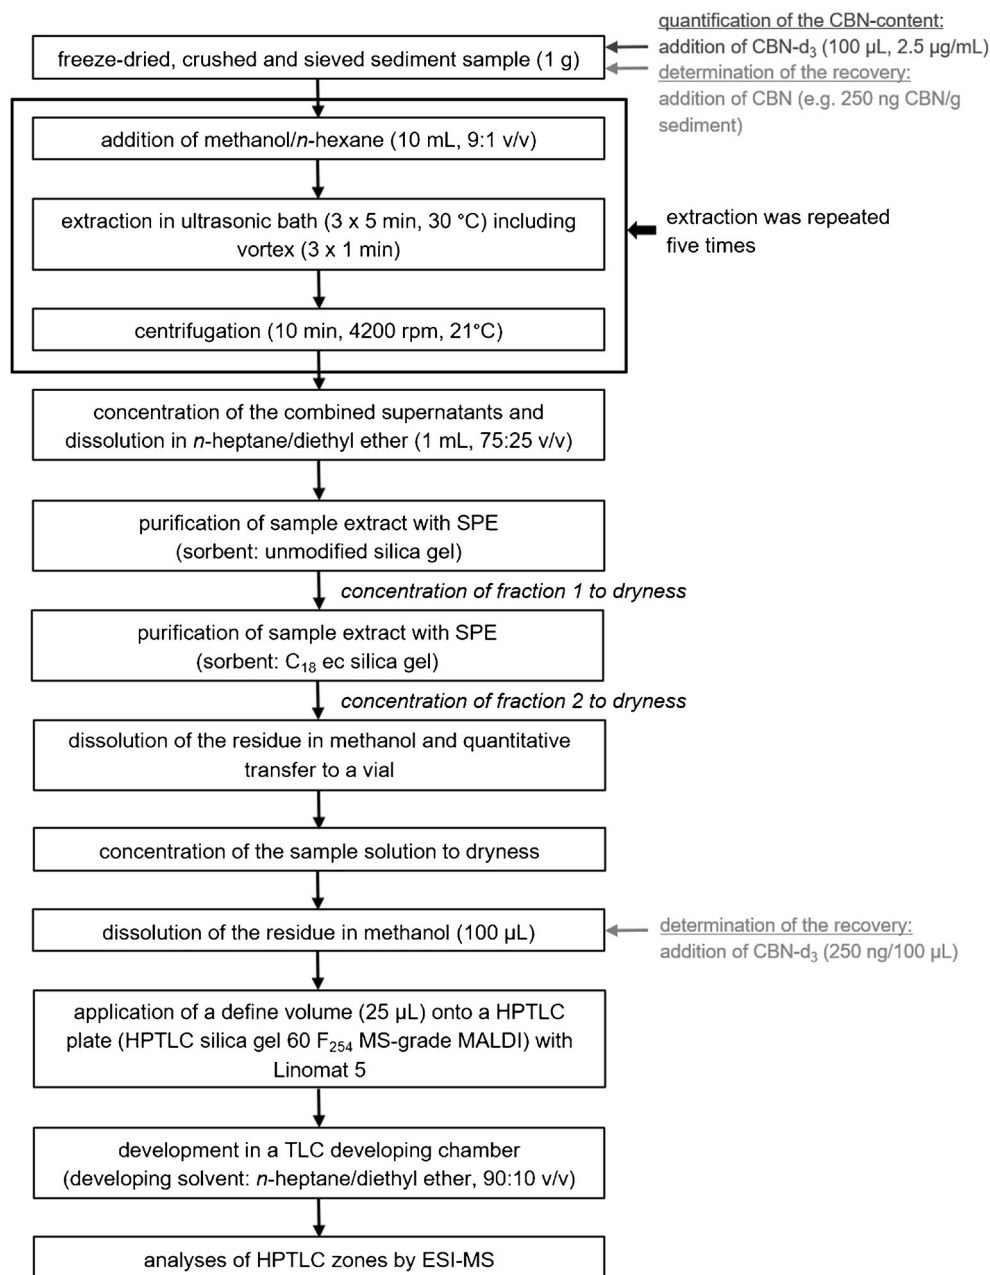 quantification of the CBN-content:
addition of CBN-d₃ (100 µL, 2.5 µg/mL)
freeze-dried, crushed and sieved sediment sample (1 g)
determination of the recovery:
addition of CBN (e.g. 250 ng CBN/g
sediment)
addition of methanol/n-hexane (10 mL, 9:1 v/v)
extraction in ultrasonic bath (3 x 5 min, 30 °C) including
vortex (3 x 1 min)
extraction was repeated
five times
centrifugation (10 min, 4200 rpm, 21°C)
concentration of the combined supernatants and
dissolution in n-heptane/diethyl ether (1 mL, 75:25 v/v)
purification of sample extract with SPE
(sorbent: unmodified silica gel)
concentration of fraction 1 to dryness
purification of sample extract with SPE
(sorbent: C₁₈ ec silica gel)
concentration of fraction 2 to dryness
dissolution of the residue in methanol and quantitative
transfer to a vial
concentration of the sample solution to dryness
dissolution of the residue in methanol (100 µL)
determination of the recovery:
addition of CBN-d₃ (250 ng/100 µL)
application of a define volume (25 µL) onto a HPTLC
plate (HPTLC silica gel 60 F₂₅₄ MS-grade MALDI) with
Linomat 5
development in a TLC developing chamber
(developing solvent: n-heptane/diethyl ether, 90:10 v/v)
analyses of HPTLC zones by ESI-MS